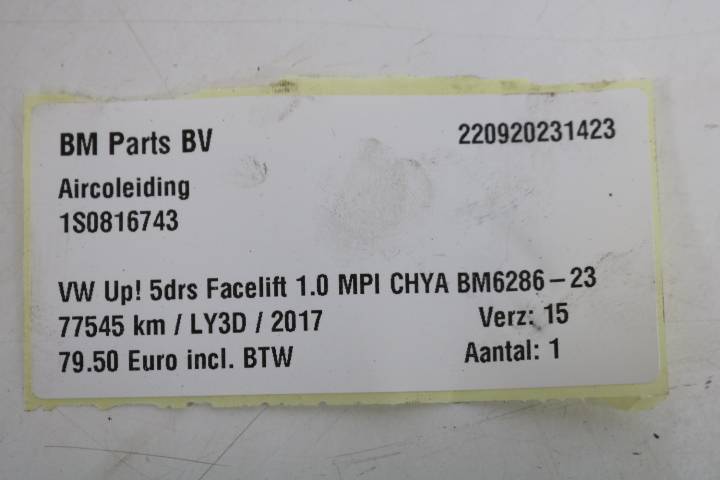 BM Parts BV 220920231423
Aircoleiding
1S0816743
VW Up! 5drs Facelift 1.0 MPI CHYA BM6286-23
77545 km / LY3D / 2017 Verz: 15
79.50 Euro incl. BTW Aantal: 1